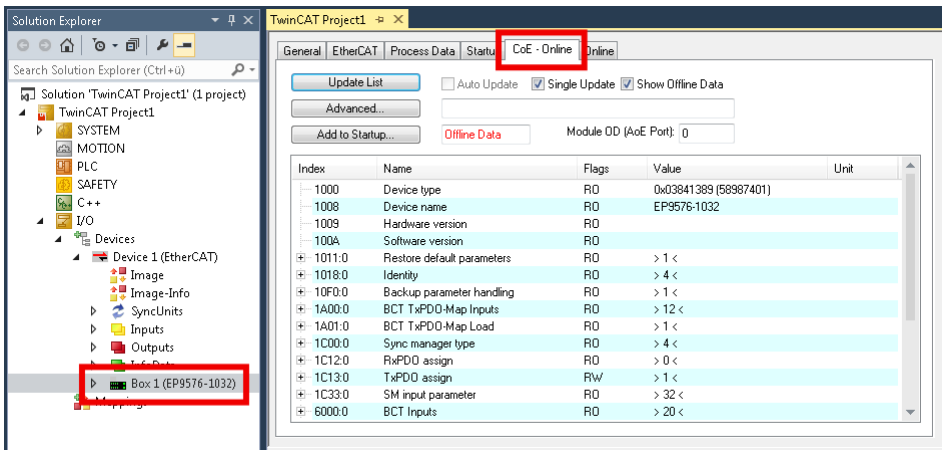 Solution Explorer
Search Solution Explorer (Ctrl+ü)
Solution 'TwinCAT Project1' (1 project)
TwinCAT Project1
SYSTEM
MOTION
PLC
SAFETY
C++
I/O
Devices
Device 1 (EtherCAT)
Image
Image-Info
SyncUnits
Inputs
Outputs
InfoData
Box 1 (EP9576-1032)
Mappings
TwinCAT Project1
General EtherCAT Process Data Startu CoE - Online Online
Update List Auto Update Single Update Show Offline Data
Advanced...
Add to Startup... Offline Data Module OD (AoE Port): 0
Index Name Flags Value Unit
1000 Device type RO 0x03841389 (58987401)
1008 Device name RO EP9576-1032
1009 Hardware version RO
100A Software version RO
1011:0 Restore default parameters RO > 1 <
1018:0 Identity RO > 4 <
10F0:0 Backup parameter handling RO > 1 <
1A00:0 BCT TxPDO-Map Inputs RO > 12 <
1A01:0 BCT TxPDO-Map Load RO > 1 <
1C00:0 Sync manager type RO > 4 <
1C12:0 RxPDO assign RO > 0 <
1C13:0 TxPDO assign RW > 1 <
1C33:0 SM input parameter RO > 32 <
6000:0 BCT Inputs RO > 20 <